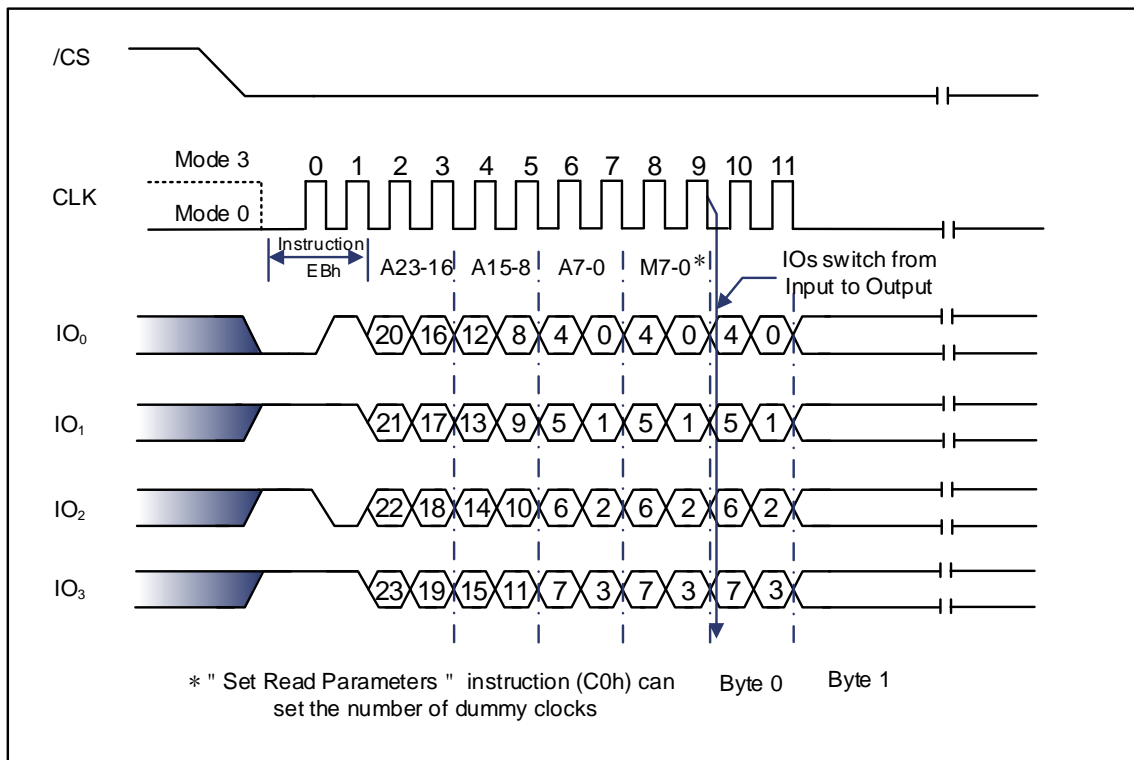 /CS
Mode 3
0 1 2 3 4 5 6 7 8 9 10 11
CLK
Mode 0
Instruction
EBh
A23-16 A15-8 A7-0 M7-0*
IOs switch from
Input to Output
IO0 20 16 12 8 4 0 4 0 4 0
IO1 21 17 13 9 5 1 5 1 5 1
IO2 22 18 14 10 6 2 6 2 6 2
IO3 23 19 15 11 7 3 7 3 7 3
* " Set Read Parameters " instruction (C0h) can
set the number of dummy clocks
Byte 0 Byte 1